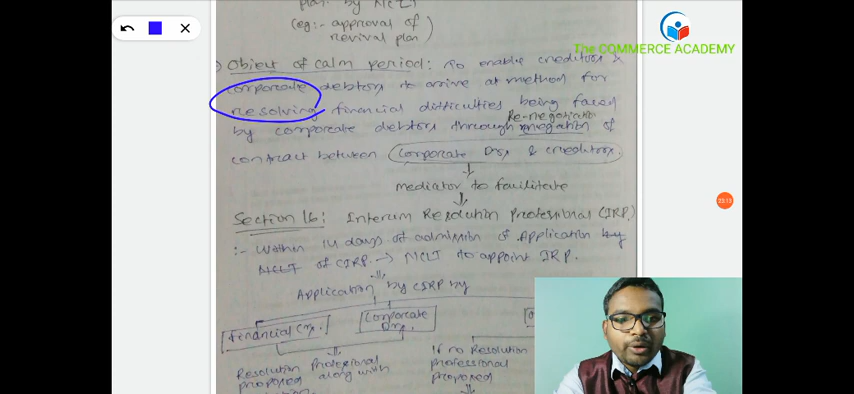 plan. by NCLT
(eg:- approval of
revival plan)
The COMMERCE ACADEMY
) Object of calm period: To enable creditors &
corporate debtors to arrive at method for
resolving financial difficulties being faced
Re-negotiation
by corporate debtors through of
contract between corporate Drs & creditors.
mediator to facilitate
23:13
Section 16: Interum Resolution Professional (IRP)
:- Within 14 days of admission of Application by
NCLT of CIRP → NCLT to appoint IRP.
Application by CIRP by
Financial Crs.
Corporate
Drs.
Resolution Professional
proposed along with
If no Resolution
professional
proposed